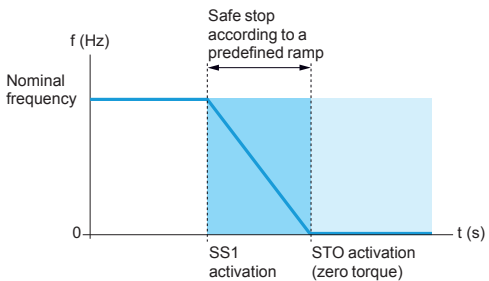 Safe stop
according to a
predefined ramp
f (Hz)
Nominal
frequency
0
t (s)
SS1
activation
STO activation
(zero torque)